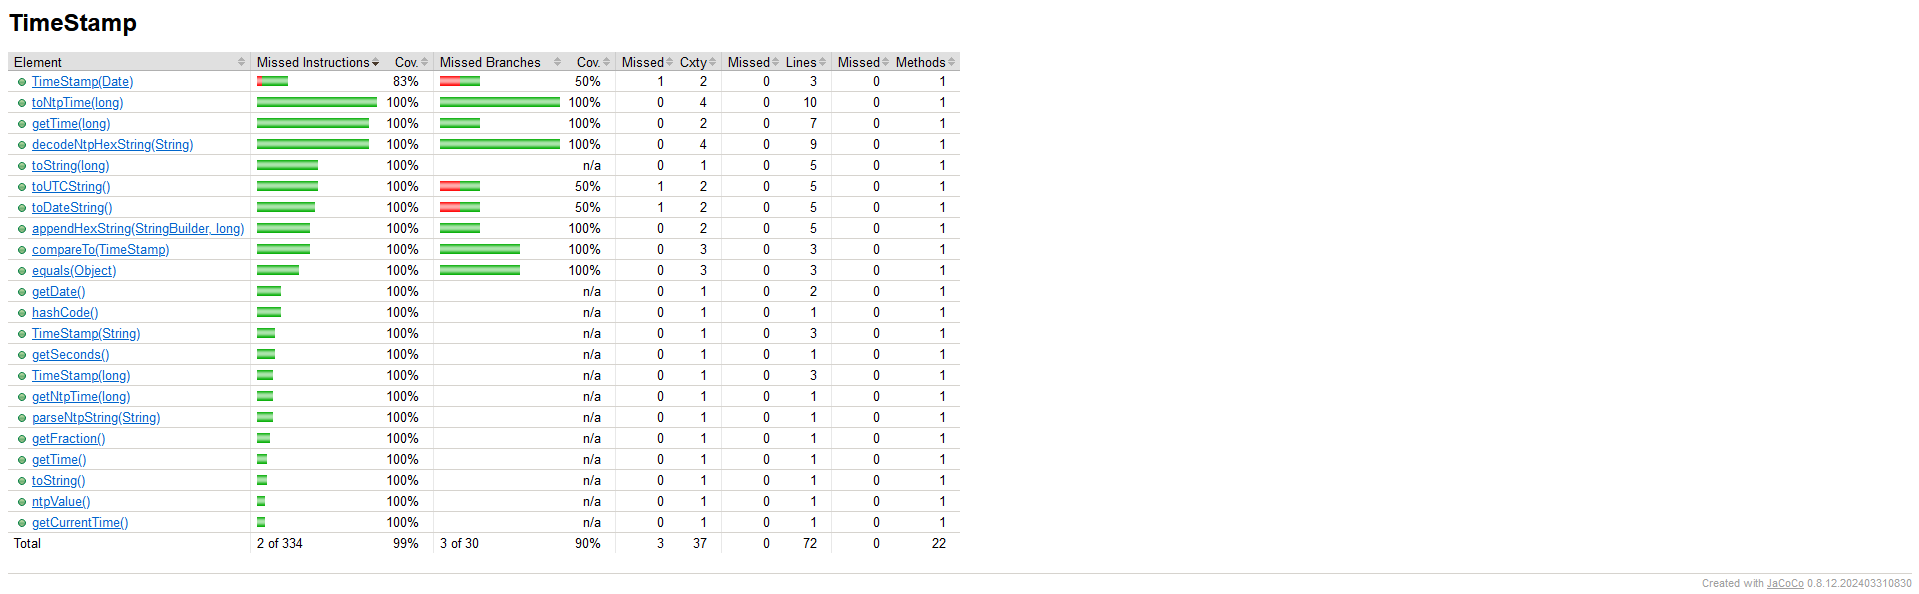 TimeStamp
Element Missed Instructions Cov. Missed Branches Cov. Missed Cxty Missed Lines Missed Methods
TimeStamp(Date) 83% 50% 1 2 0 3 0 1
toNtpTime(long) 100% 100% 0 4 0 10 0 1
getTime(long) 100% 100% 0 2 0 7 0 1
decodeNtpHexString(String) 100% 100% 0 4 0 9 0 1
toString(long) 100% n/a 0 1 0 5 0 1
toUTCString() 100% 50% 1 2 0 5 0 1
toDateString() 100% 50% 1 2 0 5 0 1
appendHexString(StringBuilder, long) 100% 100% 0 2 0 5 0 1
compareTo(TimeStamp) 100% 100% 0 3 0 3 0 1
equals(Object) 100% 100% 0 3 0 3 0 1
getDate() 100% n/a 0 1 0 2 0 1
hashCode() 100% n/a 0 1 0 1 0 1
TimeStamp(String) 100% n/a 0 1 0 3 0 1
getSeconds() 100% n/a 0 1 0 1 0 1
TimeStamp(long) 100% n/a 0 1 0 3 0 1
getNtpTime(long) 100% n/a 0 1 0 1 0 1
parseNtpString(String) 100% n/a 0 1 0 1 0 1
getFraction() 100% n/a 0 1 0 1 0 1
getTime() 100% n/a 0 1 0 1 0 1
toString() 100% n/a 0 1 0 1 0 1
ntpValue() 100% n/a 0 1 0 1 0 1
getCurrentTime() 100% n/a 0 1 0 1 0 1
Total 2 of 334 99% 3 of 30 90% 3 37 0 72 0 22
Created with JaCoCo 0.8.12.202403310830